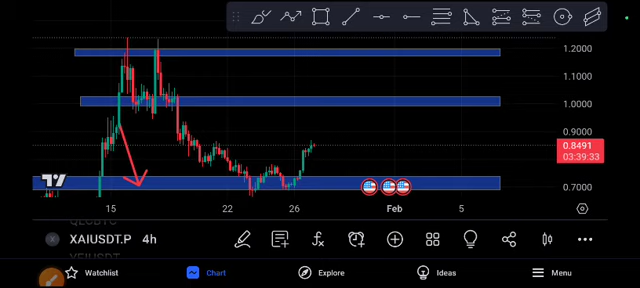 1.2000
1.1000
1.0000
0.9000
0.8491
03:39:33
0.7000
15
22
26
Feb
5
XAIUSDT.P
4h
Watchlist
Chart
Explore
Ideas
Menu